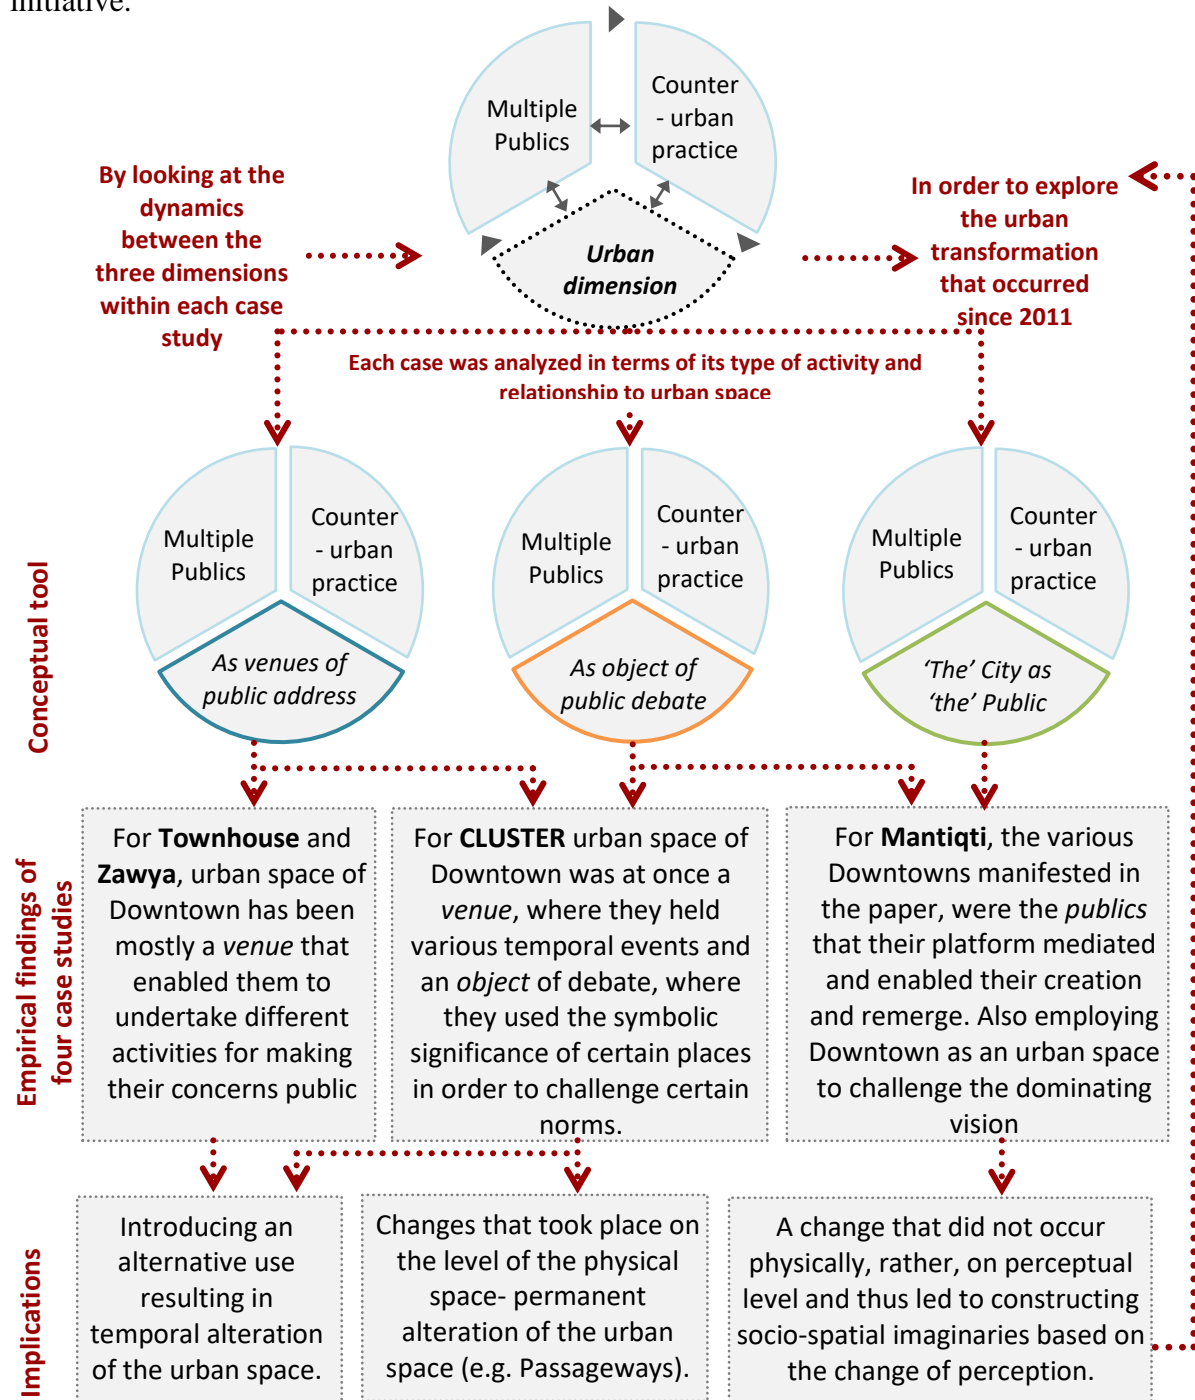 initiative.
Multiple
Publics
Counter
- urban
practice
Urban
dimension
By looking at the
dynamics
between the
three dimensions
within each case
study
In order to explore
the urban
transformation
that occurred
since 2011
Each case was analyzed in terms of its type of activity and
relationship to urban space
Conceptual tool
Multiple
Publics
Counter
- urban
practice
As venues of
public address
Multiple
Publics
Counter
- urban
practice
As object of
public debate
Multiple
Publics
Counter
- urban
practice
‘The’ City as
‘the’ Public
Empirical findings of
four case studies
For Townhouse and
Zawya, urban space of
Downtown has been
mostly a venue that
enabled them to
undertake different
activities for making
their concerns public
For CLUSTER urban space of
Downtown was at once a
venue, where they held
various temporal events and
an object of debate, where
they used the symbolic
significance of certain places
in order to challenge certain
norms.
For Mantiqti, the various
Downtowns manifested in
the paper, were the publics
that their platform mediated
and enabled their creation
and remerge. Also employing
Downtown as an urban space
to challenge the dominating
vision
Implications
Introducing an
alternative use
resulting in
temporal alteration
of the urban space.
Changes that took place on
the level of the physical
space- permanent
alteration of the urban
space (e.g. Passageways).
A change that did not occur
physically, rather, on perceptual
level and thus led to constructing
socio-spatial imaginaries based on
the change of perception.